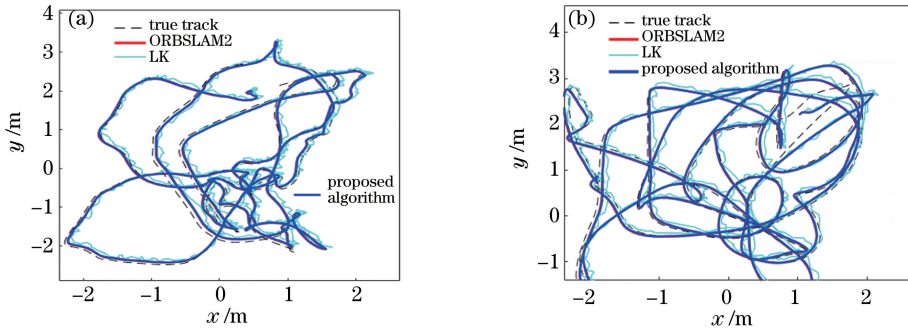 (a)
true track
ORBSLAM2
LK
proposed
algorithm
4
3
2
1
0
−1
−2
y/m
−2
−1
0
1
2
x/m
(b)
true track
ORBSLAM2
LK
proposed algorithm
4
3
2
1
0
−1
y/m
−2
−1
0
1
2
x/m